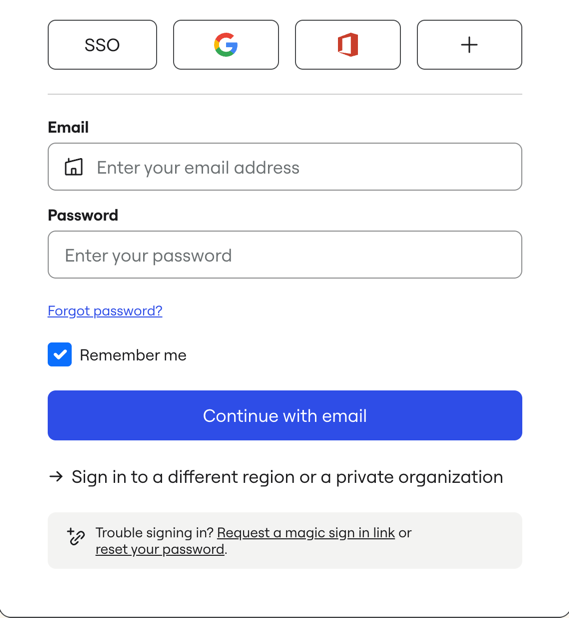 SSO
Email
Enter your email address
Password
Enter your password
Forgot password?
Remember me
Continue with email
→ Sign in to a different region or a private organization
Trouble signing in? Request a magic sign in link or
reset your password.